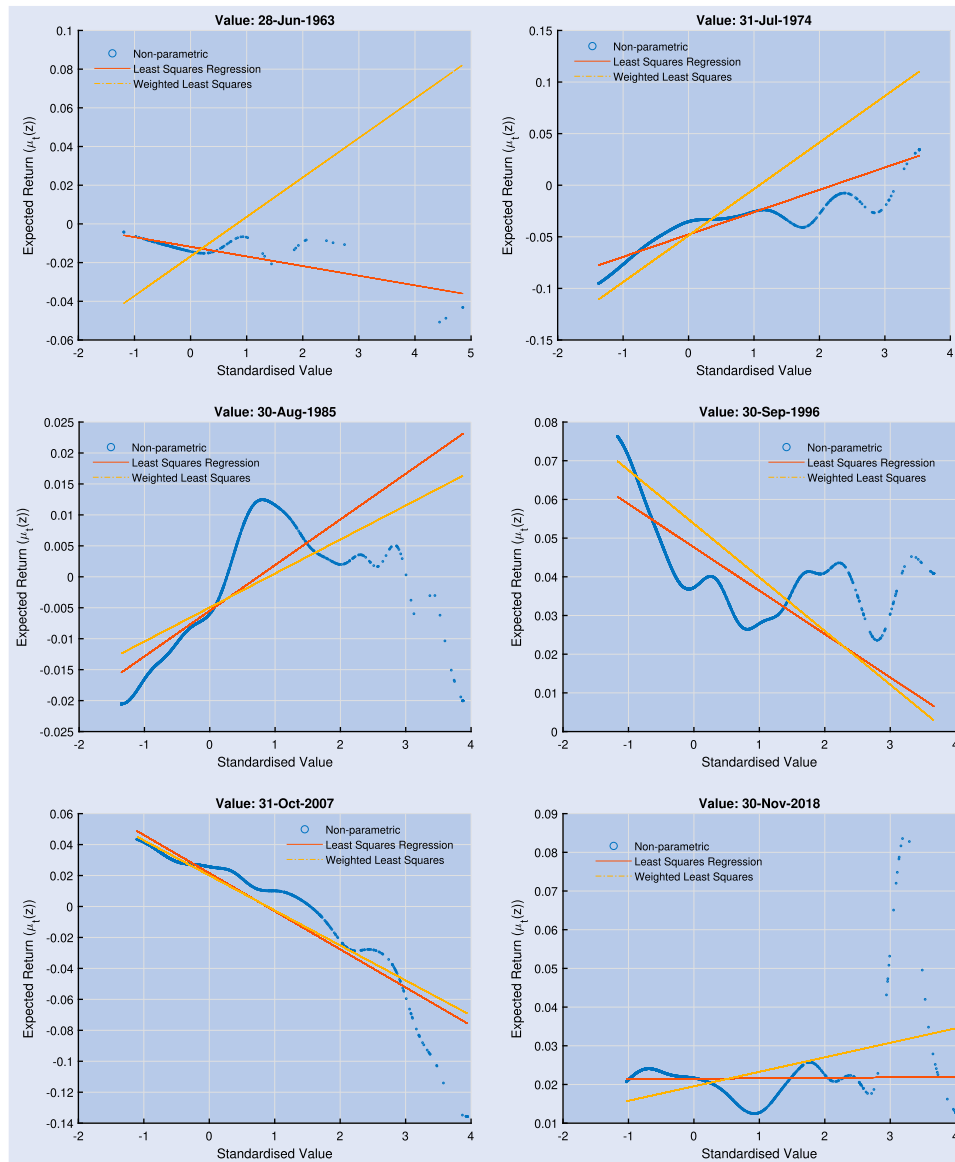 Value: 28-Jun-1963
0.1
0.08
0.06
0.04
0.02
0
-0.02
-0.04
-0.06
Expected Return (μt(z))
Non-parametric
Least Squares Regression
Weighted Least Squares
-2 -1 0 1 2 3 4 5
Standardised Value
Value: 31-Jul-1974
0.15
0.1
0.05
0
-0.05
-0.1
-0.15
Expected Return (μt(z))
Non-parametric
Least Squares Regression
Weighted Least Squares
-2 -1 0 1 2 3 4
Standardised Value
Value: 30-Aug-1985
0.025
0.02
0.015
0.01
0.005
0
-0.005
-0.01
-0.015
-0.02
-0.025
Expected Return (μt(z))
Non-parametric
Least Squares Regression
Weighted Least Squares
-2 -1 0 1 2 3 4
Standardised Value
Value: 30-Sep-1996
0.08
0.07
0.06
0.05
0.04
0.03
0.02
0.01
0
Expected Return (μt(z))
Non-parametric
Least Squares Regression
Weighted Least Squares
-2 -1 0 1 2 3 4
Standardised Value
Value: 31-Oct-2007
0.06
0.04
0.02
0
-0.02
-0.04
-0.06
-0.08
-0.1
-0.12
-0.14
Expected Return (μt(z))
Non-parametric
Least Squares Regression
Weighted Least Squares
-2 -1 0 1 2 3 4
Standardised Value
Value: 30-Nov-2018
0.09
0.08
0.07
0.06
0.05
0.04
0.03
0.02
0.01
Expected Return (μt(z))
Non-parametric
Least Squares Regression
Weighted Least Squares
-2 -1 0 1 2 3 4
Standardised Value